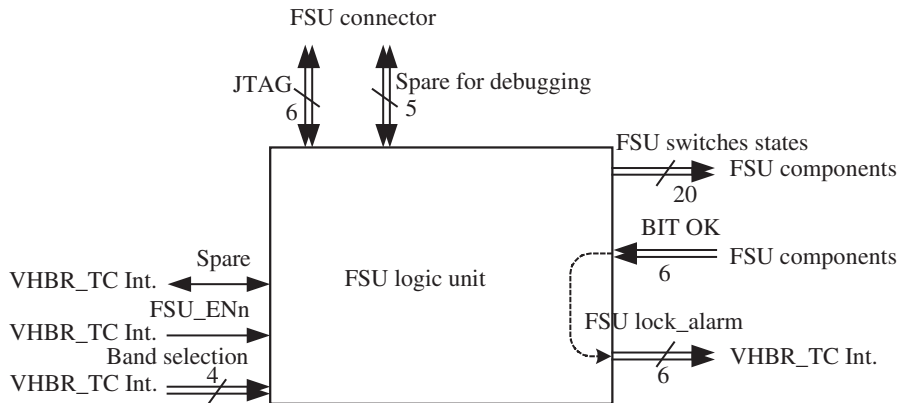 FSU connector
JTAG
6
Spare for debugging
5
FSU switches states
20
FSU components
BIT OK
6
FSU components
Spare
VHBR_TC Int.
FSU logic unit
FSU_ENn
VHBR_TC Int.
FSU lock_alarm
6
VHBR_TC Int.
Band selection
4
VHBR_TC Int.